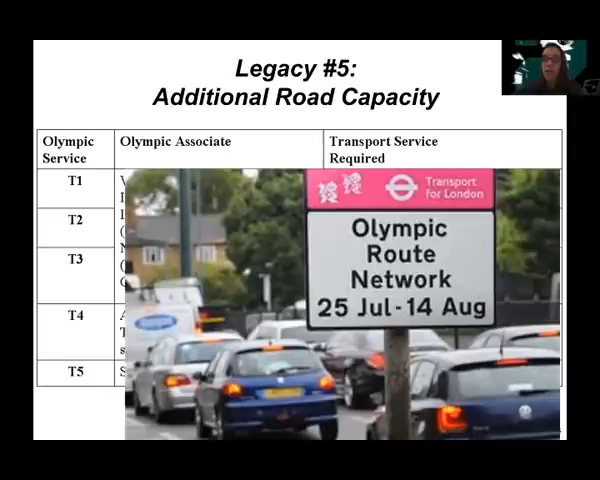 Legacy #5:
Additional Road Capacity
Olympic Service
Olympic Associate
Transport Service Required
T1
T2
T3
T4
T5
Transport for London
Olympic
Route
Network
25 Jul - 14 Aug